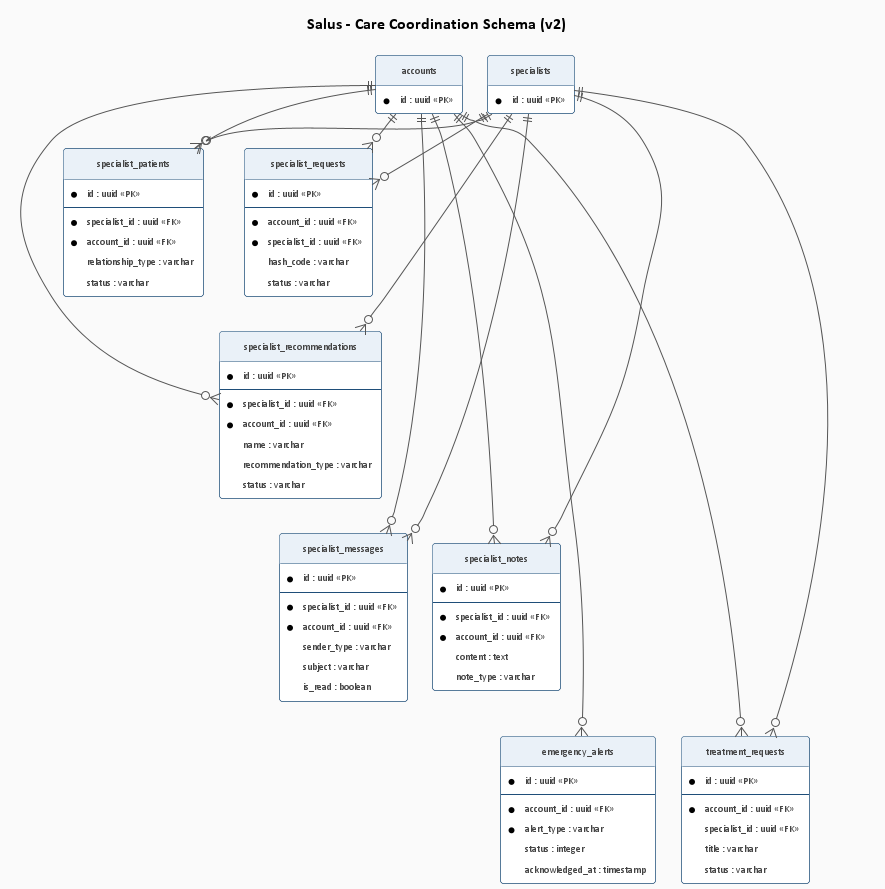 Salus - Care Coordination Schema (v2)
accounts
id : uuid «PK»
specialists
id : uuid «PK»
specialist_patients
id : uuid «PK»
specialist_id : uuid «FK»
account_id : uuid «FK»
relationship_type : varchar
status : varchar
specialist_requests
id : uuid «PK»
account_id : uuid «FK»
specialist_id : uuid «FK»
hash_code : varchar
status : varchar
specialist_recommendations
id : uuid «PK»
specialist_id : uuid «FK»
account_id : uuid «FK»
name : varchar
recommendation_type : varchar
status : varchar
specialist_messages
id : uuid «PK»
specialist_id : uuid «FK»
account_id : uuid «FK»
sender_type : varchar
subject : varchar
is_read : boolean
specialist_notes
id : uuid «PK»
specialist_id : uuid «FK»
account_id : uuid «FK»
content : text
note_type : varchar
emergency_alerts
id : uuid «PK»
account_id : uuid «FK»
alert_type : varchar
status : integer
acknowledged_at : timestamp
treatment_requests
id : uuid «PK»
account_id : uuid «FK»
specialist_id : uuid «FK»
title : varchar
status : varchar